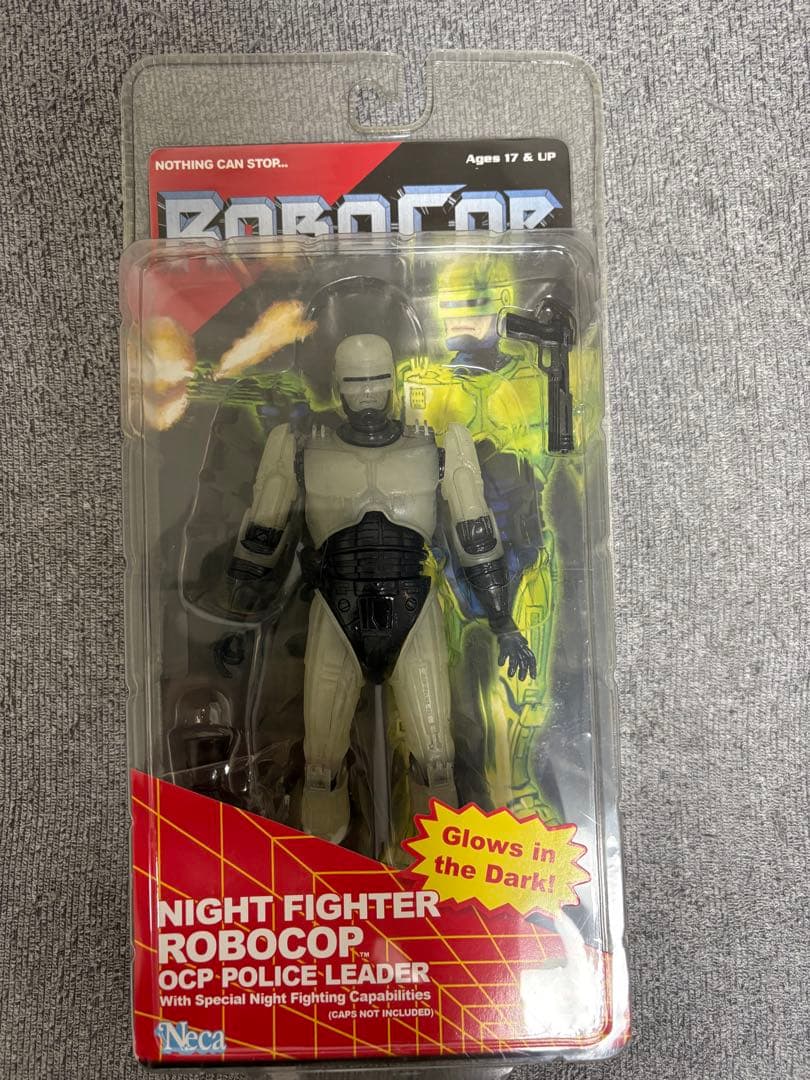 NOTHING CAN STOP...
Ages 17 & UP
ROBOCOP
Glows in
the Dark!
NIGHT FIGHTER
ROBOCOP™
OCP POLICE LEADER
With Special Night Fighting Capabilities
(CAPS NOT INCLUDED)
Neca